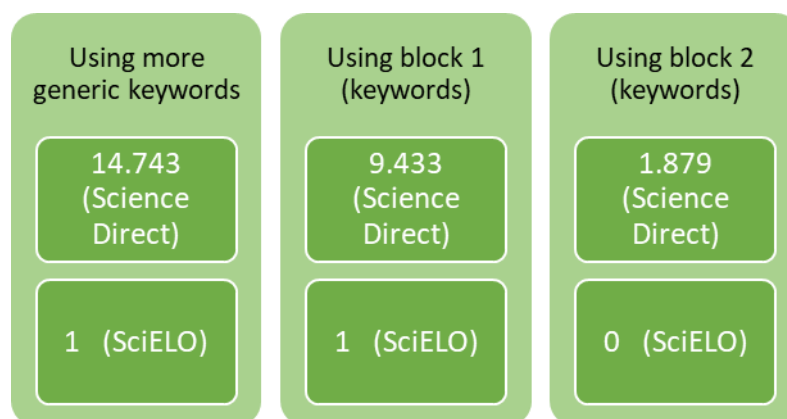 Using more
generic keywords
14.743
(Science
Direct)
1 (SciELO)
Using block 1
(keywords)
9.433
(Science
Direct)
1 (SciELO)
Using block 2
(keywords)
1.879
(Science
Direct)
0 (SciELO)